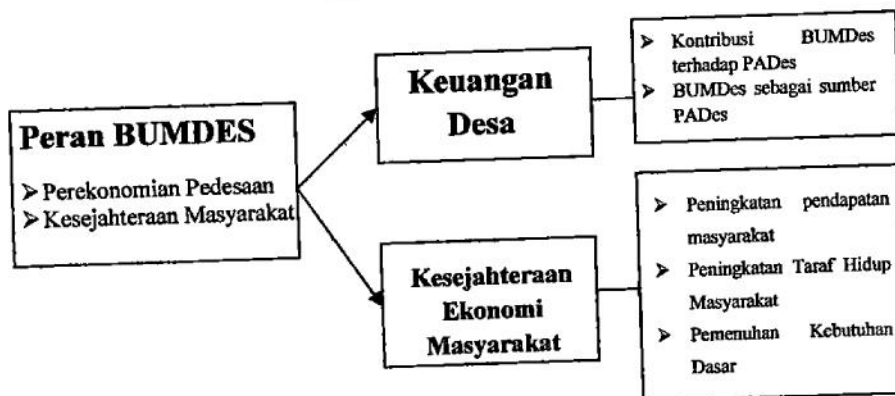 Peran BUMDES
➢ Perekonomian Pedesaan
➢ Kesejahteraan Masyarakat
Keuangan
Desa
➢ Kontribusi BUMDes
terhadap PADes
➢ BUMDes sebagai sumber
PADes
Kesejahteraan
Ekonomi
Masyarakat
➢ Peningkatan pendapatan
masyarakat
➢ Peningkatan Taraf Hidup
Masyarakat
➢ Pemenuhan Kebutuhan
Dasar